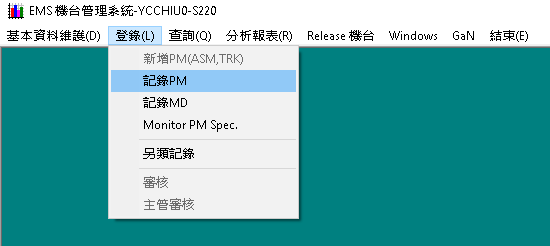 EMS 機台管理系統-YCCHIU0-S220
基本資料維護(D) 登錄(L) 查詢(Q) 分析報表(R) Release 機台 Windows GaN 結束(E)
新增PM(ASM,TRK)
記錄PM
記錄MD
Monitor PM Spec.
另類記錄
審核
主管審核